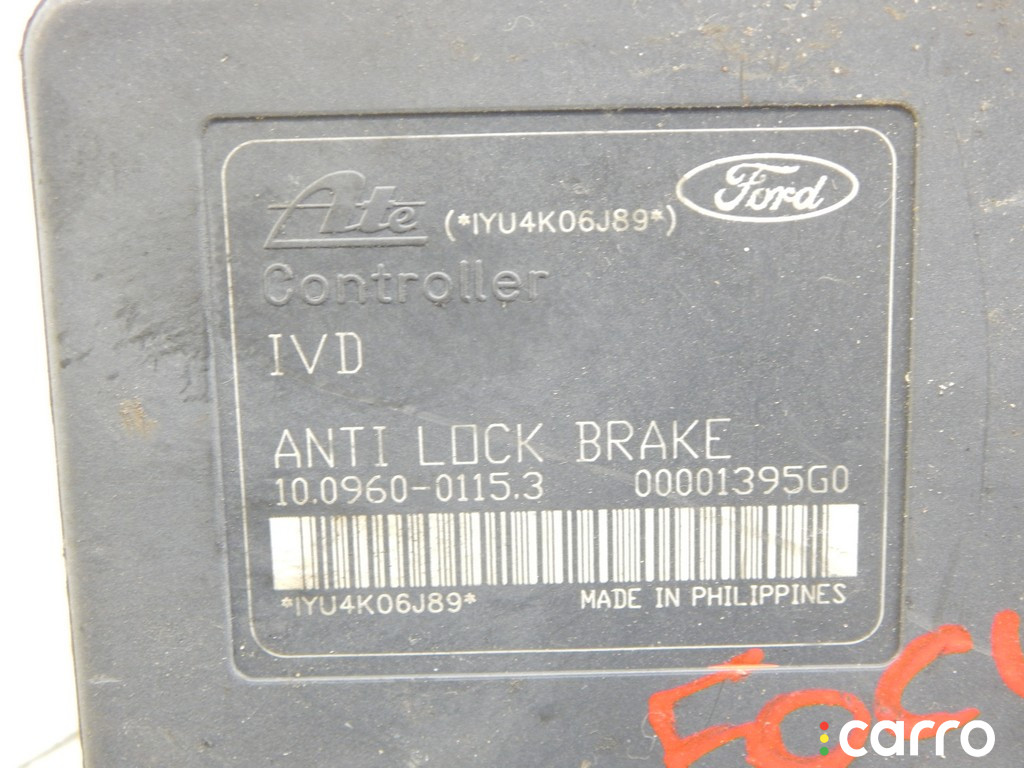 Ate (*IYU4K06J89*) Ford
Controller
IVD
ANTI LOCK BRAKE
10.0960-0115.3 00001395G0
*IYU4K06J89* MADE IN PHILIPPINES
carro